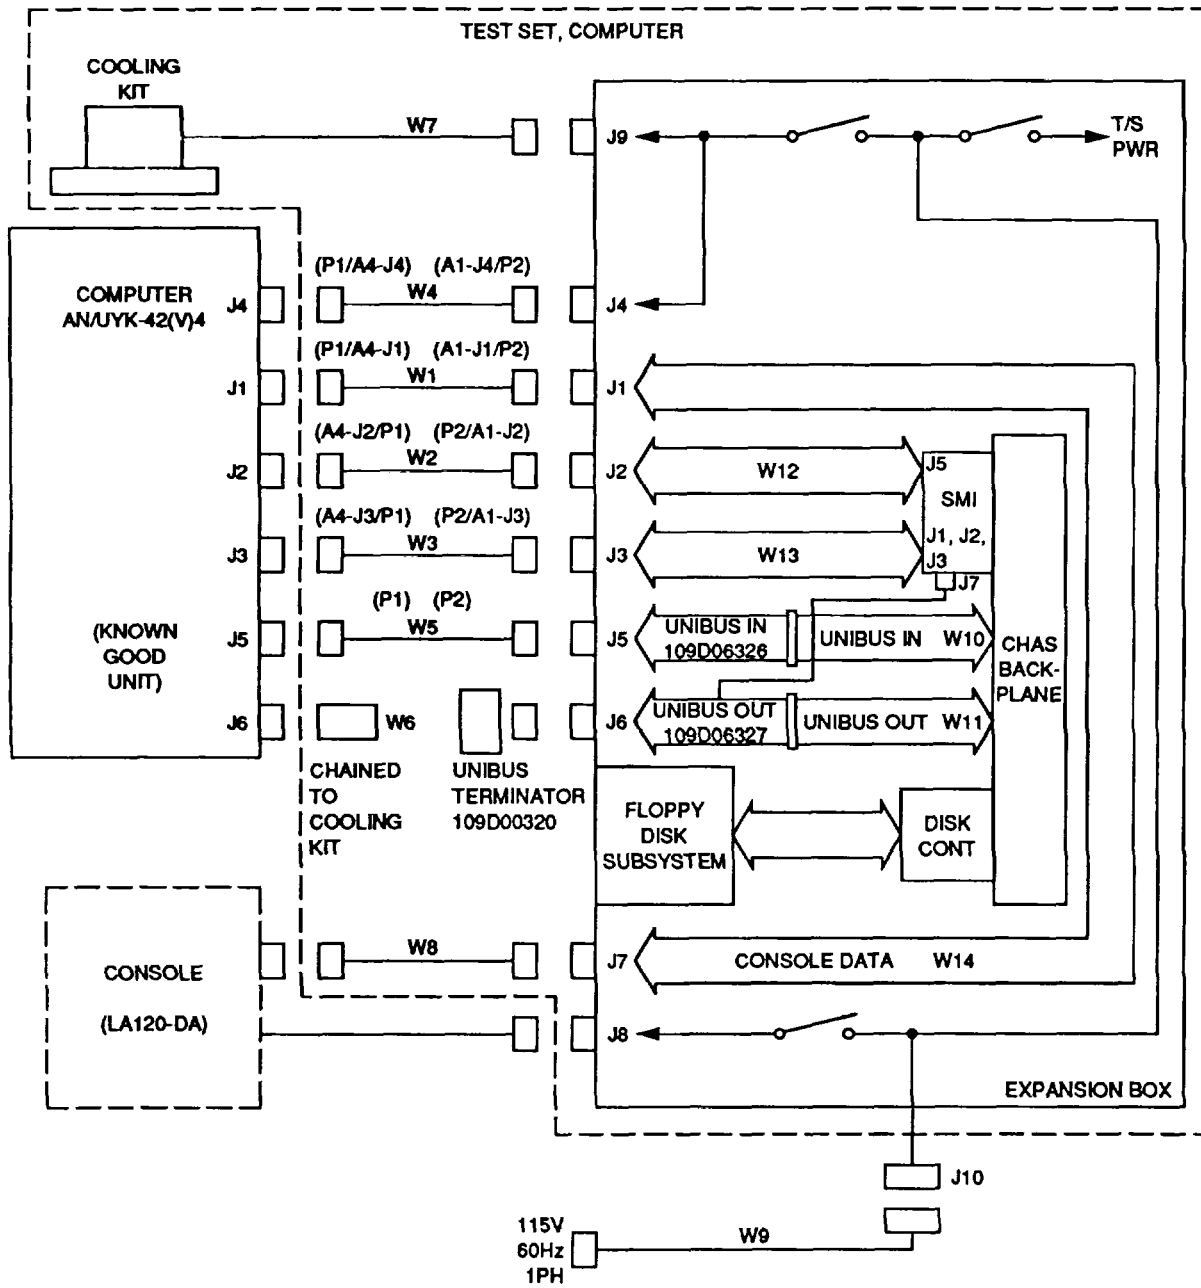 TEST SET, COMPUTER
COOLING
KIT
W7
J9
T/S
PWR
(P1/A4-J4) (A1-J4/P2)
COMPUTER
AN/UYK-42(V)4
J4
W4
J4
(P1/A4-J1) (A1-J1/P2)
J1
W1
J1
(A4-J2/P1) (P2/A1-J2)
J2
W2
J2
W12
J5
SMI
J1, J2,
J3
J7
(A4-J3/P1) (P2/A1-J3)
J3
W3
J3
W13
(P1) (P2)
(KNOWN
GOOD
UNIT)
J5
W5
J5
UNIBUS IN
109D06326
UNIBUS IN W10
CHAS
BACK-
PLANE
J6
W6
J6
UNIBUS OUT
109D06327
UNIBUS OUT W11
CHAINED
TO
COOLING
KIT
UNIBUS
TERMINATOR
109D00320
FLOPPY
DISK
SUBSYSTEM
DISK
CONT
CONSOLE
(LA120-DA)
W8
J7
CONSOLE DATA W14
J8
EXPANSION BOX
J10
115V
60Hz
1PH
W9